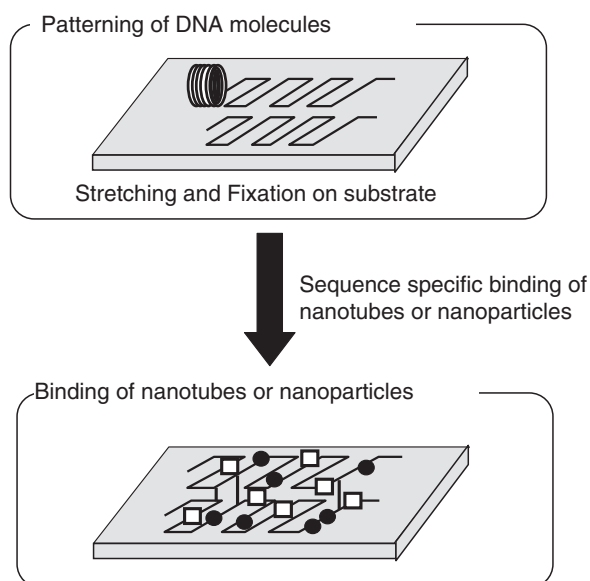 Patterning of DNA molecules
Stretching and Fixation on substrate
Sequence specific binding of
nanotubes or nanoparticles
Binding of nanotubes or nanoparticles